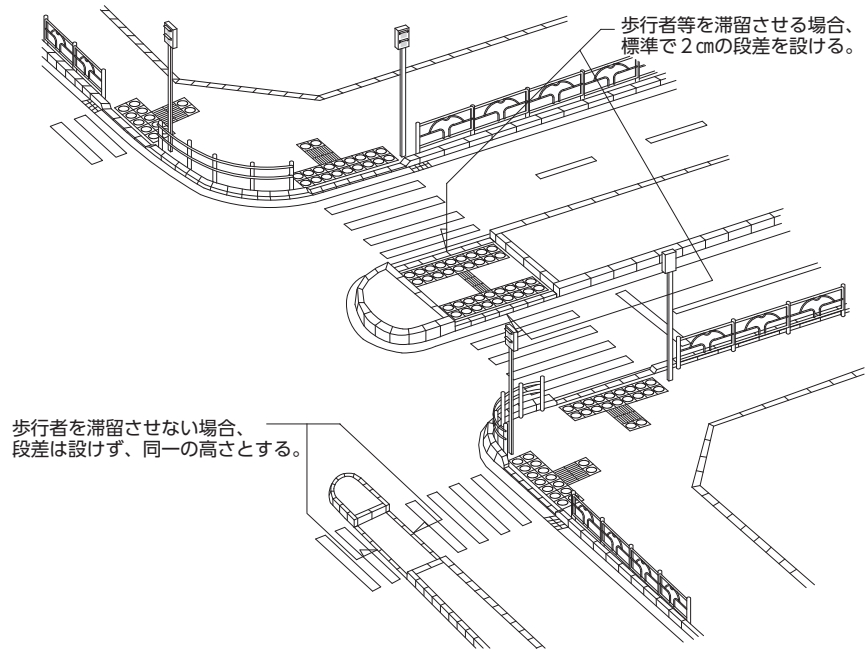 歩行者等を滞留させる場合、
標準で2㎝の段差を設ける。
歩行者を滞留させない場合、
段差は設けず、同一の高さとする。